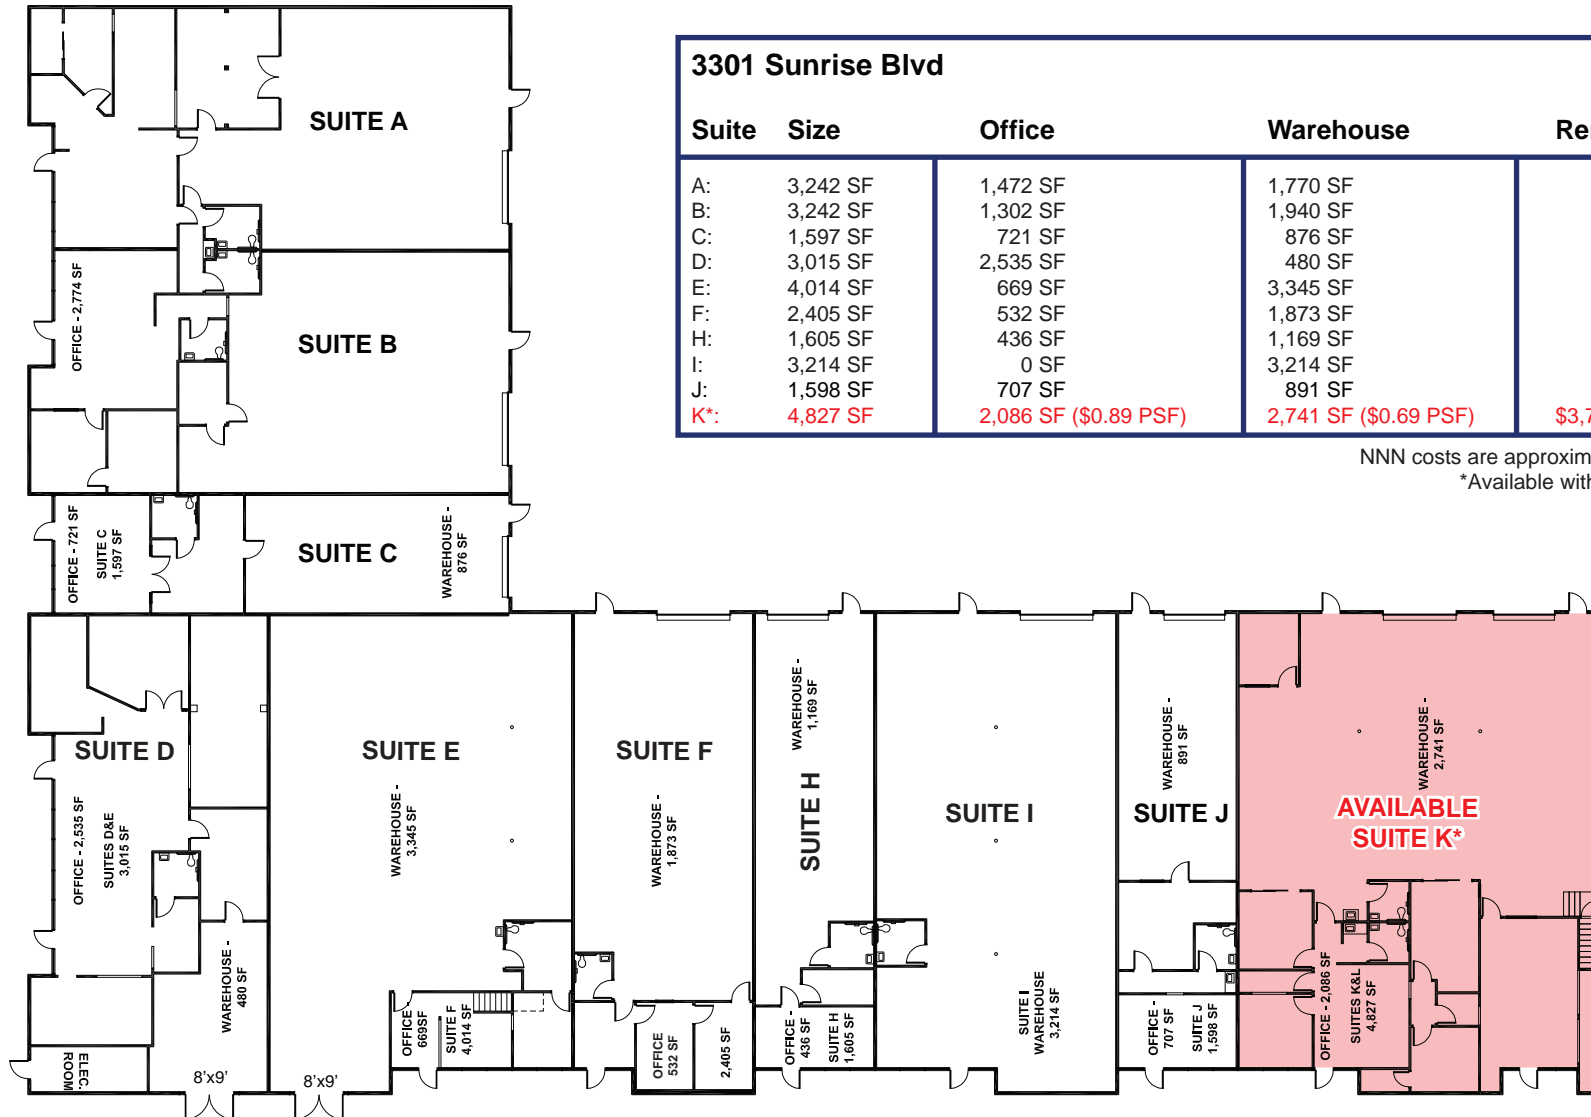 3301 Sunrise Blvd
Suite Size Office Warehouse
A: 3,242 SF 1,472 SF 1,770 SF
B: 3,242 SF 1,302 SF 1,940 SF
C: 1,597 SF 721 SF 876 SF
D: 3,015 SF 2,535 SF 480 SF
E: 4,014 SF 669 SF 3,345 SF
F: 2,405 SF 532 SF 1,873 SF
H: 1,605 SF 436 SF 1,169 SF
I: 3,214 SF 0 SF 3,214 SF
J: 1,598 SF 707 SF 891 SF
K*: 4,827 SF 2,086 SF ($0.89 PSF) 2,741 SF ($0.69 PSF) $3,7
NNN costs are approxim
*Available with
SUITE A
OFFICE - 2,774 SF
SUITE B
OFFICE - 721 SF
SUITE C
1,597 SF
SUITE C
WAREHOUSE -
876 SF
SUITE D
OFFICE - 2,535 SF
SUITES D&E
3,015 SF
WAREHOUSE -
480 SF
ELEC.
ROOM
8'x9'
SUITE E
WAREHOUSE -
3,345 SF
OFFICE
669SF
SUITE F
4,014 SF
8'x9'
SUITE F
WAREHOUSE -
1,873 SF
OFFICE
532 SF
2,405 SF
WAREHOUSE -
1,169 SF
SUITE H
OFFICE -
436 SF
SUITE H
1,605 SF
SUITE I
SUITE I
WAREHOUSE
3,214 SF
WAREHOUSE -
891 SF
SUITE J
OFFICE -
707 SF
SUITE J
1,598 SF
WAREHOUSE -
2,741 SF
AVAILABLE
SUITE K*
OFFICE - 2,086 SF
SUITES K&L
4,827 SF